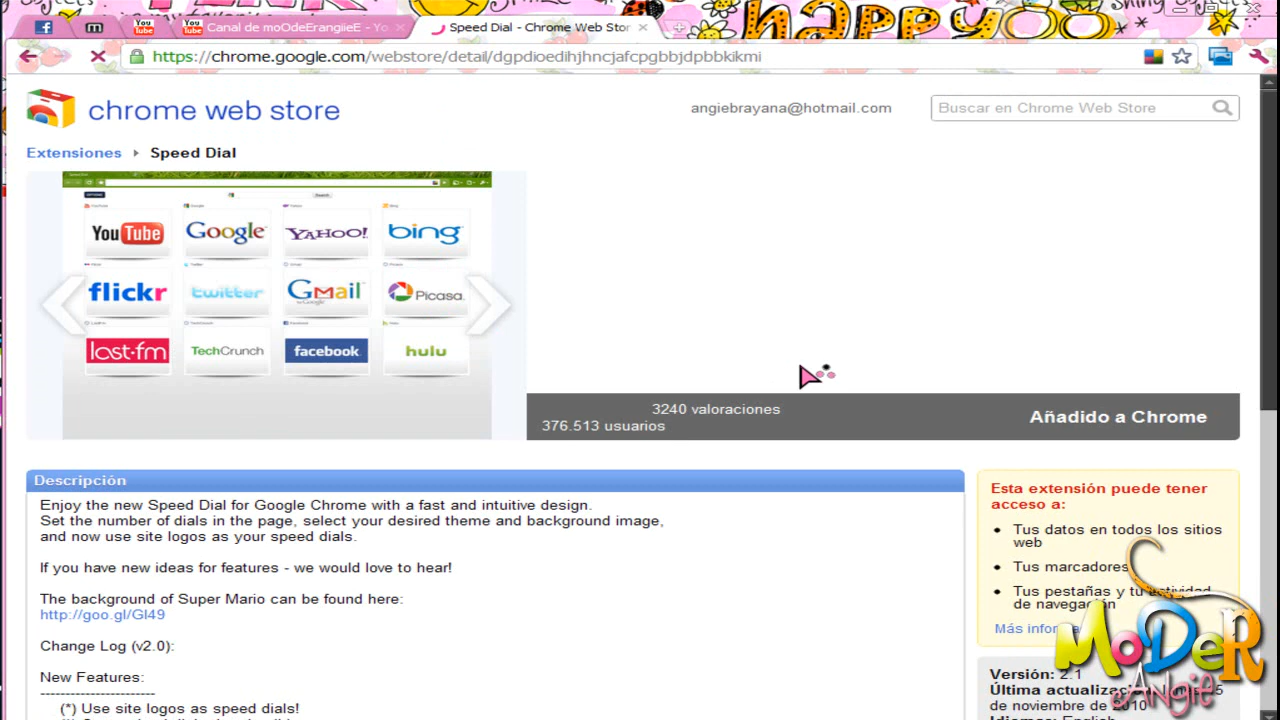 happy
Canal de moOdeErangiieE - Yo
Speed Dial - Chrome Web Stor
https://chrome.google.com/webstore/detail/dgpdioedihjhncjafcpgbbjdpbbkikmi
chrome web store
angiebrayana@hotmail.com
Buscar en Chrome Web Store
Extensiones
Speed Dial
YouTube
Google
YAHOO!
bing
flickr
twitter
Gmail
Picasa
last.fm
TechCrunch
facebook
hulu
3240 valoraciones
376.513 usuarios
Añadido a Chrome
Descripción
Enjoy the new Speed Dial for Google Chrome with a fast and intuitive design.
Set the number of dials in the page, select your desired theme and background image,
and now use site logos as your speed dials.
If you have new ideas for features - we would love to hear!
The background of Super Mario can be found here:
http://goo.gl/Gl49
Change Log (v2.0):
New Features:
-----------------------
(*) Use site logos as speed dials!
Esta extensión puede tener
acceso a:
Tus datos en todos los sitios
web
Tus marcadores
Tus pestañas y tu actividad
de navegación
Más infor
Versión: 2.1
Última actualización:
de noviembre de 2010
Idiomas: English
MoDeR
Angie